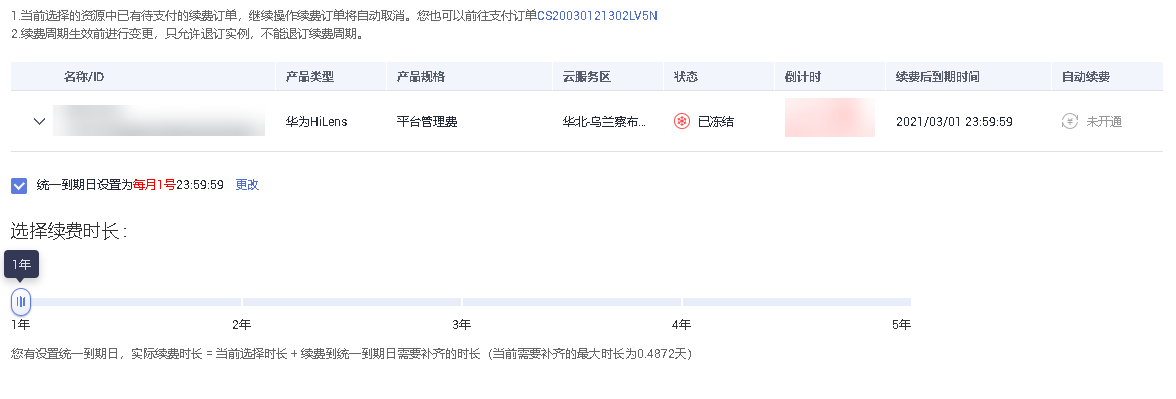 1.当前选择的资源中已有待支付的续费订单，继续操作续费订单将自动取消。您也可以前往支付订单CS20030121302LV5N
2.续费周期生效前进行变更，只允许退订实例，不能退订续费周期。
名称/ID 产品类型 产品规格 云服务区 状态 倒计时 续费后到期时间 自动续费
华为HiLens 平台管理费 华北-乌兰察布... 已冻结 2021/03/01 23:59:59 未开通
统一到期日设置为每月1号23:59:59 更改
选择续费时长：
1年
1年 2年 3年 4年 5年
您有设置统一到期日，实际续费时长 = 当前选择时长 + 续费到统一到期日需要补齐的时长（当前需要补齐的最大时长为0.4872天）